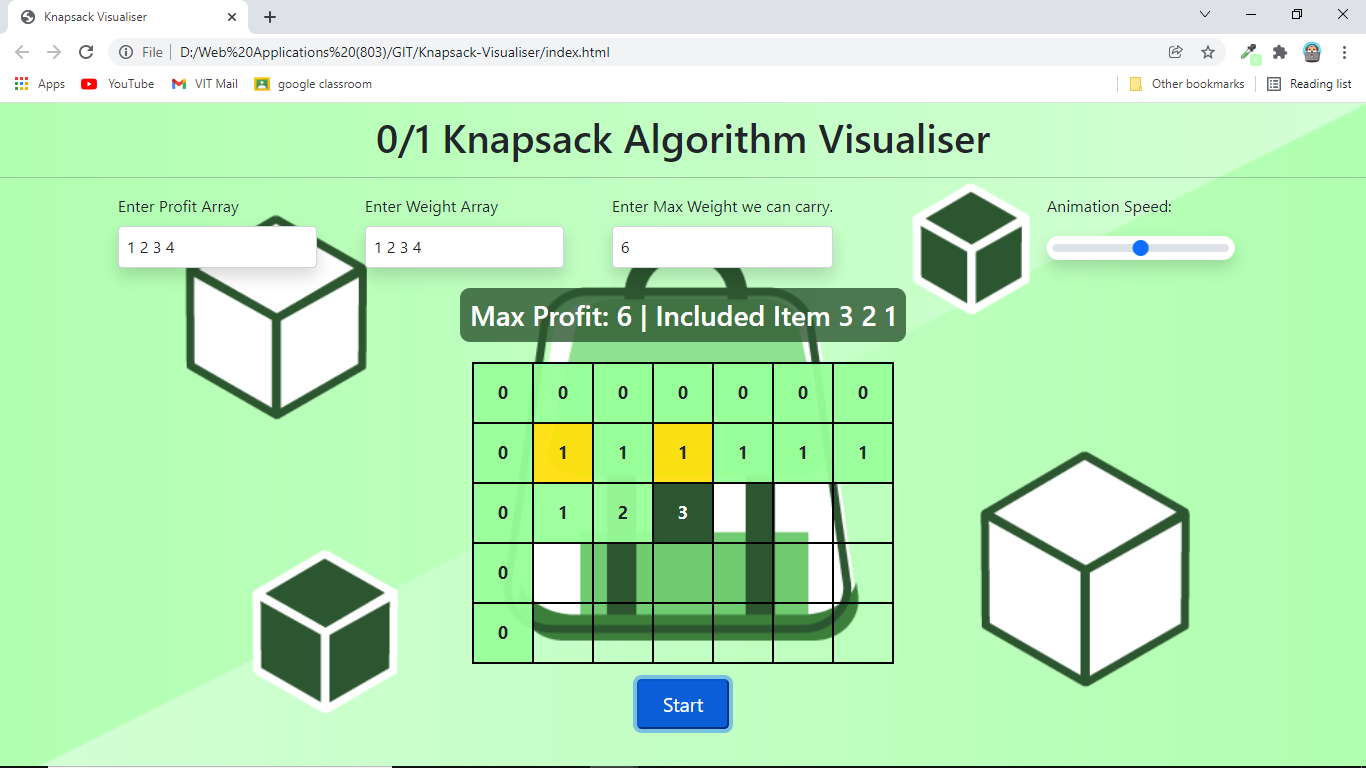 Knapsack Visualiser
File D:/Web%20Applications%20(803)/GIT/Knapsack-Visualiser/index.html
Apps YouTube VIT Mail google classroom Other bookmarks Reading list
0/1 Knapsack Algorithm Visualiser
Enter Profit Array Enter Weight Array Enter Max Weight we can carry. Animation Speed:
1 2 3 4 1 2 3 4 6
Max Profit: 6 | Included Item 3 2 1
0 0 0 0 0 0 0
0 1 1 1 1 1 1
0 1 2 3
0
0
Start